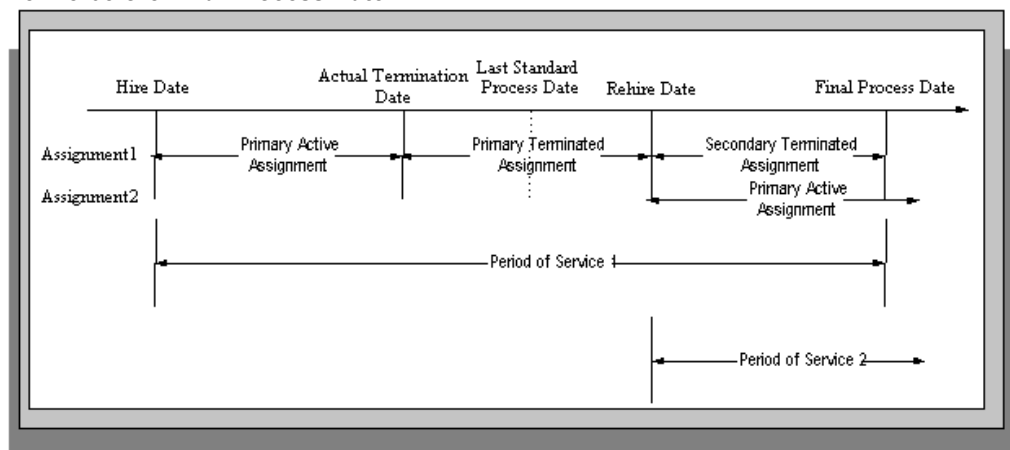 Hire Date
Actual Termination
Date
Last Standard
Process Date
Rehire Date
Final Process Date
Assignment1
Primary Active
Assignment
Primary Terminated
Assignment
Secondary Terminated
Assignment
Assignment2
Primary Active
Assignment
Period of Service 1
Period of Service 2